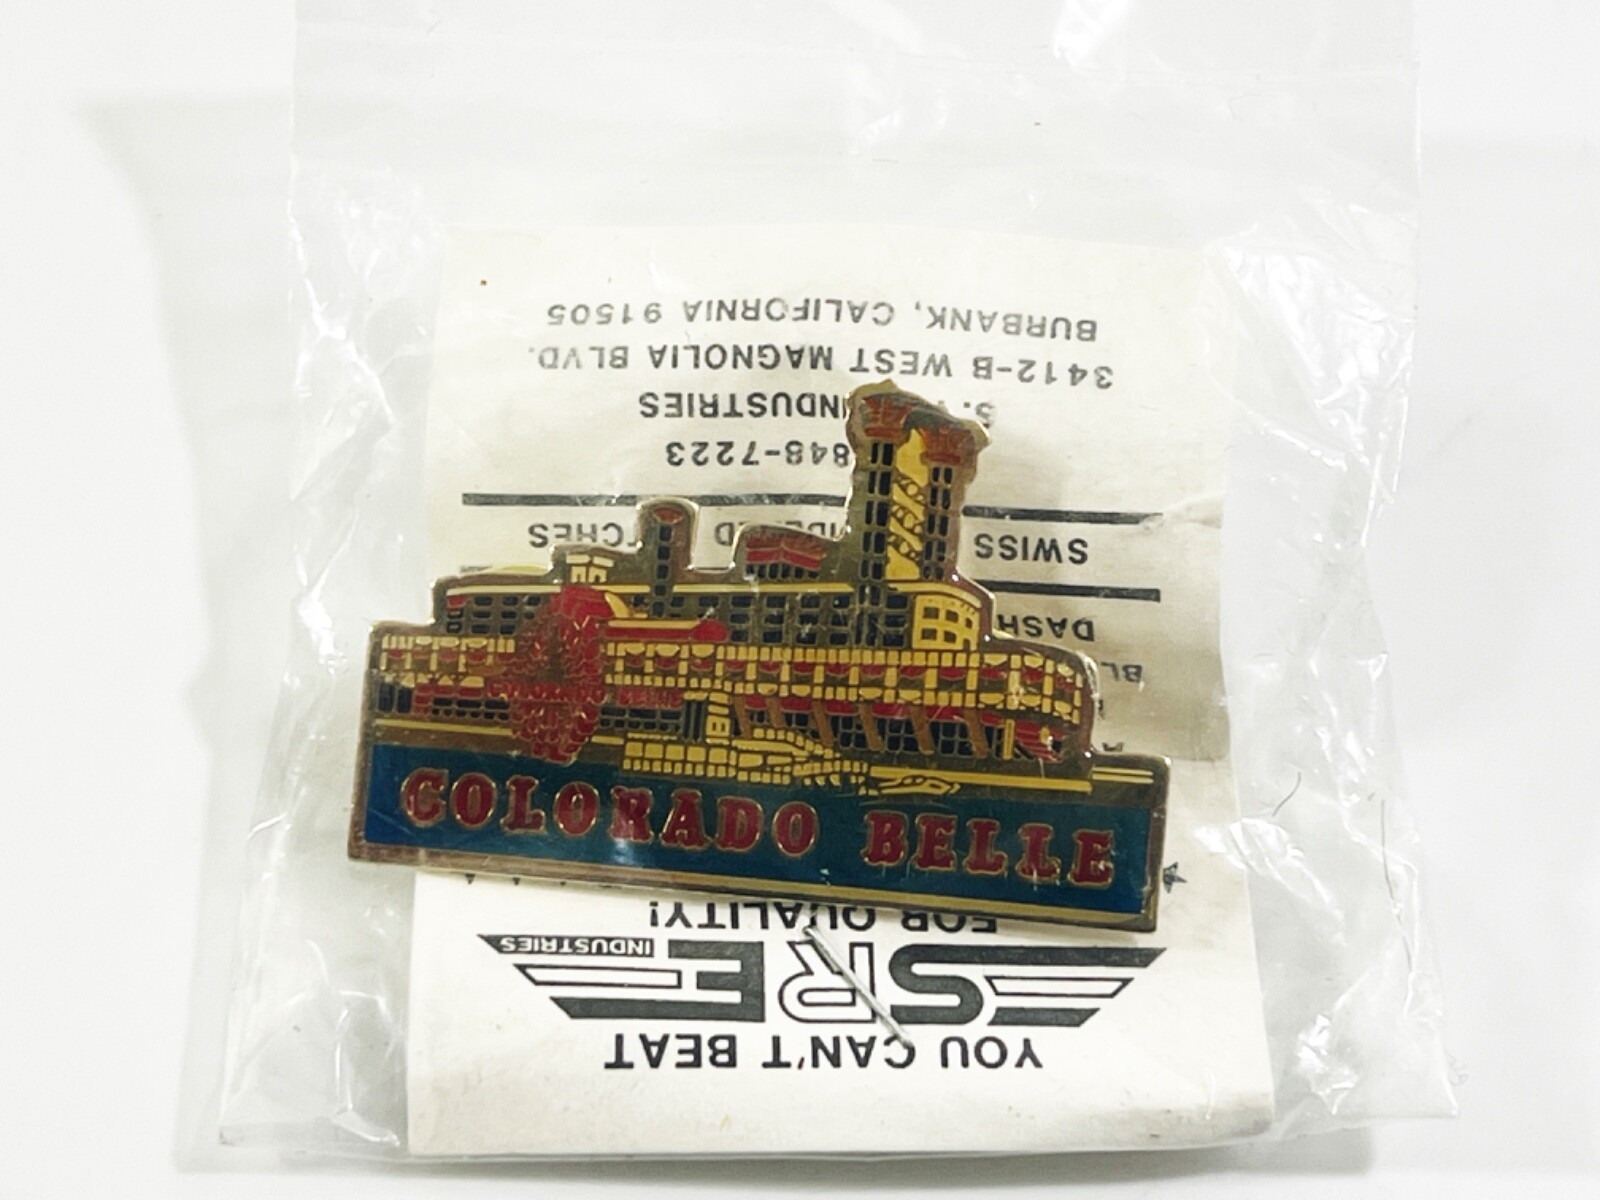 COLORADO BELLE
YOU CAN'T BEAT
SRE
INDUSTRIES
FOR QUALITY!
DASH
SWISS
848-7223
INDUSTRIES
3412-B WEST MAGNOLIA BLVD.
BURBANK, CALIFORNIA 91505